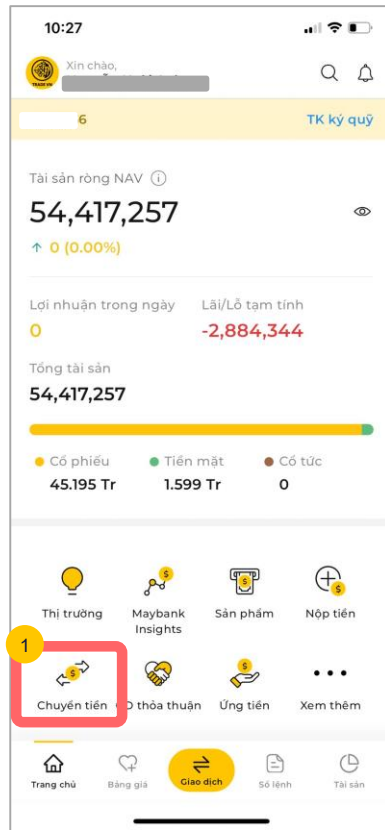 10:27
TRADE VN
Xin chào,
6
TK ký quỹ
Tài sản ròng NAV i
54,417,257
↑ 0 (0.00%)
Lợi nhuận trong ngày
Lãi/Lỗ tạm tính
0
-2,884,344
Tổng tài sản
54,417,257
Cổ phiếu
Tiền mặt
Cổ tức
45.195 Tr
1.599 Tr
0
Thị trường
Maybank
Insights
Sản phẩm
Nộp tiền
1
Chuyển tiền
D thỏa thuận
Ứng tiền
Xem thêm
Trang chủ
Bảng giá
Giao dịch
Sổ lệnh
Tài sản